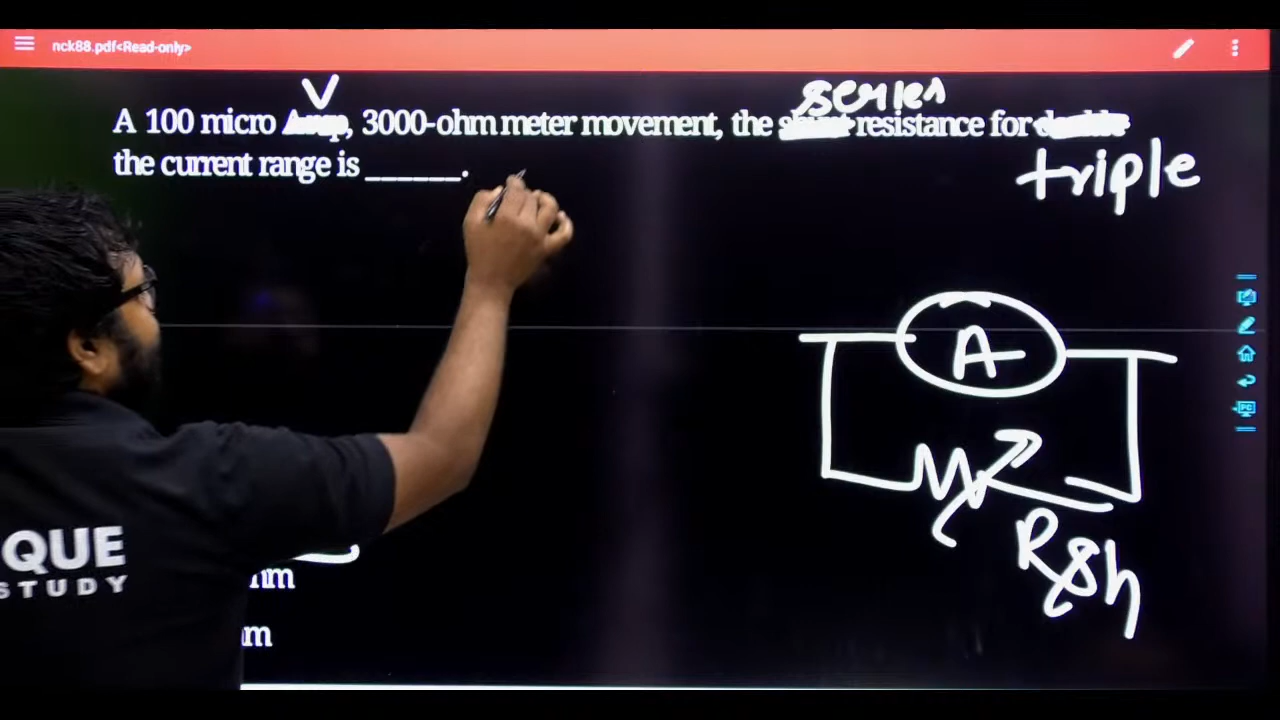 nck88.pdf<Read-only>
V series
A 100 micro , 3000-ohm meter movement, the resistance for
triple
the current range is ______.
A
Rsh
QUE
STUDY
hm
PC